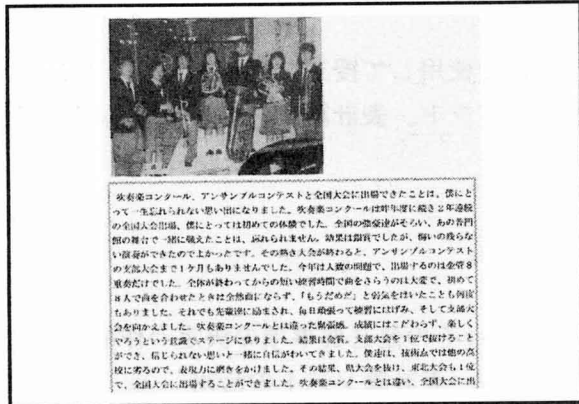 吹奏楽コンクール、アンサンブルコンテストと全国大会に出場できたことは、僕にと
って一生忘れられない思い出になりました。吹奏楽コンクールは昨年度に続き2年連続
の全国大会出場、僕にとっては初めての体験でした。全国の強豪達がそろい、あの普門
館の舞台で一緒に競えたことは、忘れられません。結果は銀賞でしたが、悔いの残らな
い演奏ができたのでよかったです。その熱き大会が終わると、アンサンブルコンテスト
の支部大会まで1ケ月もありませんでした。今年は人数の問題で、出場するのは金管8
重奏だけでした。全体が終わってからの短い練習時間で曲をさらうのは大変で、初めて
8人で曲を合わせたときは全然曲にならず、「もうだめだ」と弱気をはいたことも何度
もありました。それでも先輩達に励まされ、毎日頑張って練習にはげみ、そして支部大
会を向かえました。吹奏楽コンクールとは違った緊張感。成績にはこだわらず、楽しく
やろうという意識でステージに登りました。結果は金賞。支部大会を1位で抜けること
ができ、信じられない思いと一緒に自信がわいてきました。僕達は、技術点では他の高
校に劣るので、表現力に磨きをかけました。その結果、県大会を抜け、東北大会も1位
で、全国大会に出場することができました。吹奏楽コンクールとは違い、全国大会に出